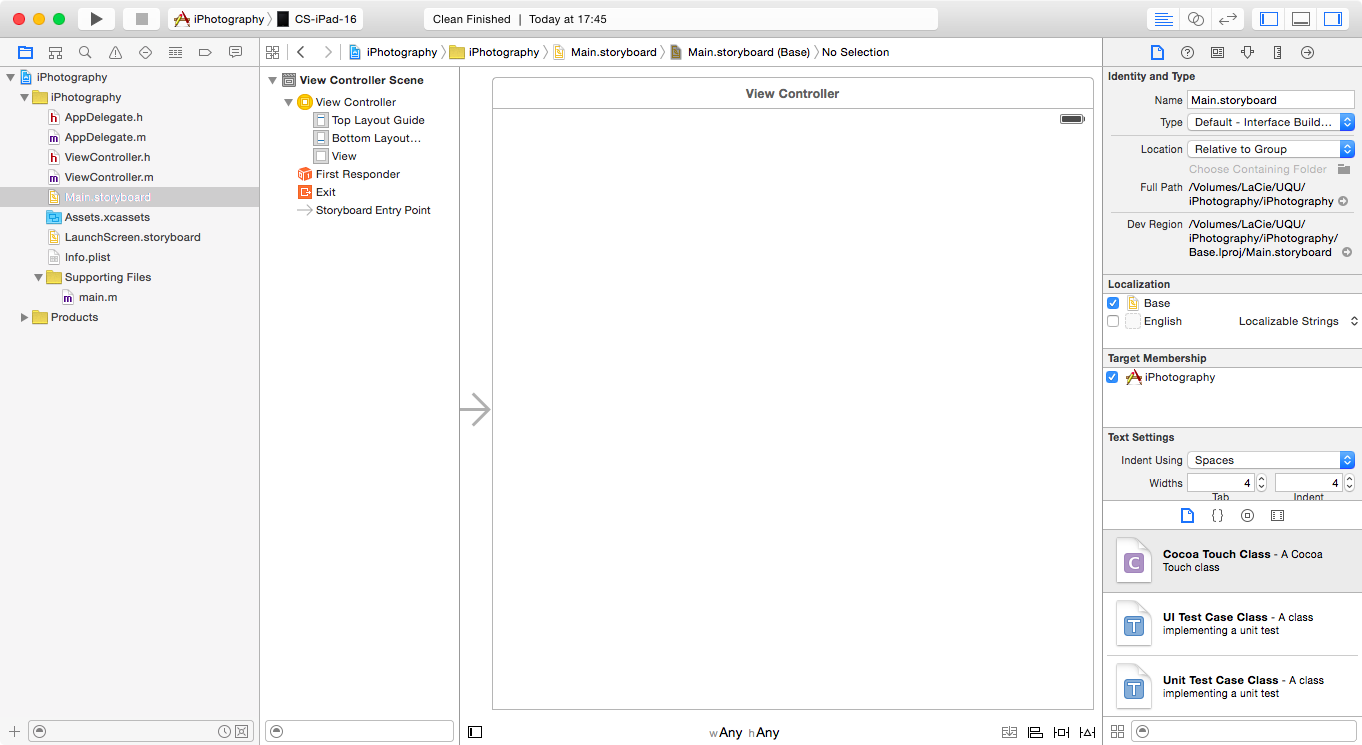 iPhotography
CS-iPad-16
Clean Finished | Today at 17:45
iPhotography
iPhotography
Main.storyboard
Main.storyboard (Base)
No Selection
iPhotography
iPhotography
AppDelegate.h
AppDelegate.m
ViewController.h
ViewController.m
Main.storyboard
Assets.xcassets
LaunchScreen.storyboard
Info.plist
Supporting Files
main.m
Products
View Controller Scene
View Controller
Top Layout Guide
Bottom Layout...
View
First Responder
Exit
Storyboard Entry Point
View Controller
wAny hAny
Identity and Type
Name Main.storyboard
Type Default - Interface Build...
Location Relative to Group
Choose Containing Folder
Full Path /Volumes/LaCie/UQU/
iPhotography/iPhotography
Dev Region /Volumes/LaCie/UQU/
iPhotography/iPhotography/
Base.lproj/Main.storyboard
Localization
Base
English Localizable Strings
Target Membership
iPhotography
Text Settings
Indent Using Spaces
Widths 4 4
Tab Indent
C
Cocoa Touch Class - A Cocoa
Touch class
T
UI Test Case Class - A class
implementing a unit test
T
Unit Test Case Class - A class
implementing a unit test